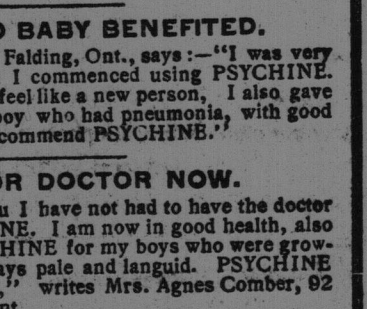 BABY BENEFITED.
Falding, Ont., says:—"I was very
I commenced using PSYCHINE.
feel like a new person, I also gave
boy who had pneumonia, with good
commend PSYCHINE."
OR DOCTOR NOW.
u I have not had to have the doctor
NE. I am now in good health, also
HINE for my boys who were grow-
ays pale and languid. PSYCHINE
," writes Mrs. Agnes Comber, 92